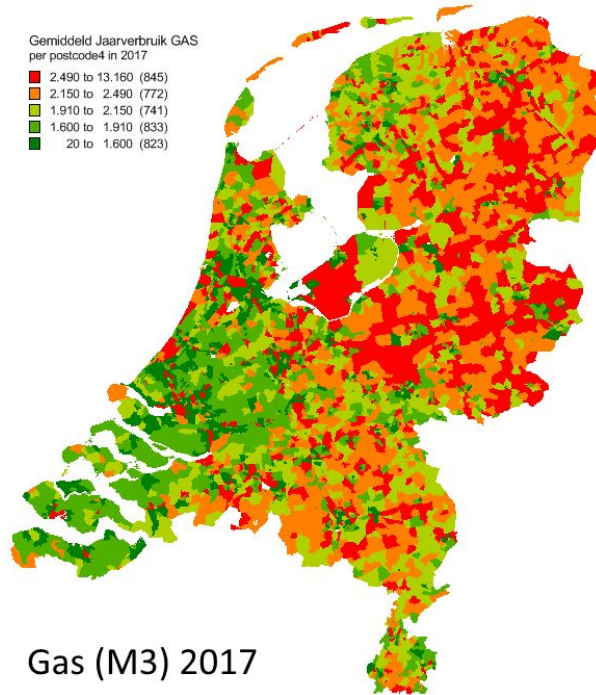 Gemiddeld Jaarverbruik GAS
per postcode4 in 2017
2.490 to 13.160 (845)
2.150 to 2.490 (772)
1.910 to 2.150 (741)
1.600 to 1.910 (833)
20 to 1.600 (823)
Gas (M3) 2017